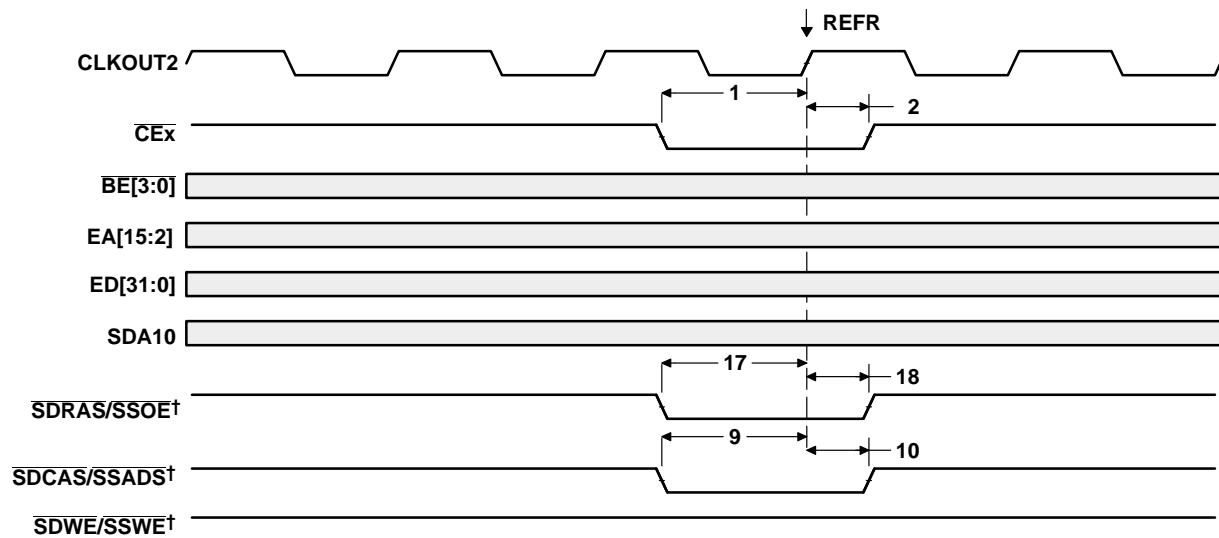 REFR
CLKOUT2
1
2
CEx
BE[3:0]
EA[15:2]
ED[31:0]
SDA10
17
18
SDRAS/SSOE†
9
10
SDCAS/SSADS†
SDWE/SSWE†